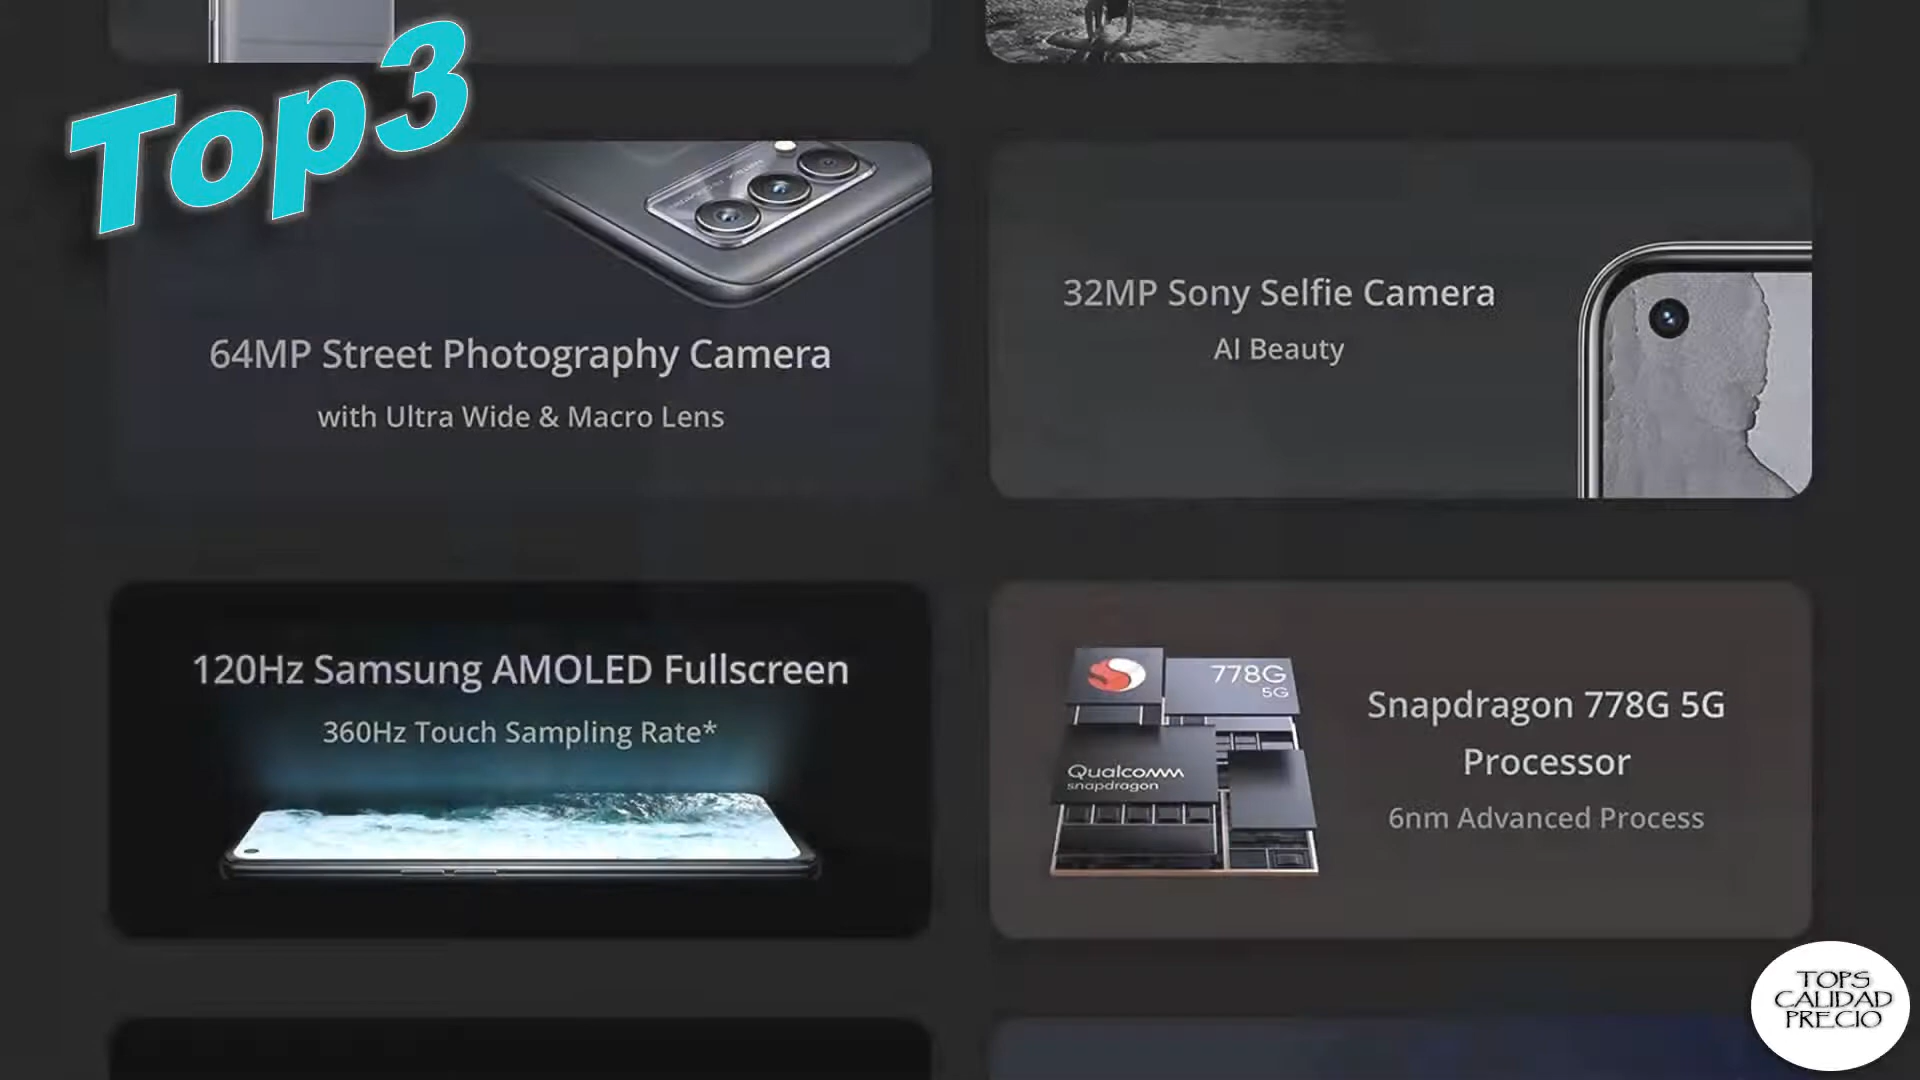 Top3
64MP Street Photography Camera
with Ultra Wide & Macro Lens
32MP Sony Selfie Camera
AI Beauty
120Hz Samsung AMOLED Fullscreen
360Hz Touch Sampling Rate*
778G
5G
Qualcomm
snapdragon
Snapdragon 778G 5G
Processor
6nm Advanced Process
TOPS
CALIDAD
PRECIO